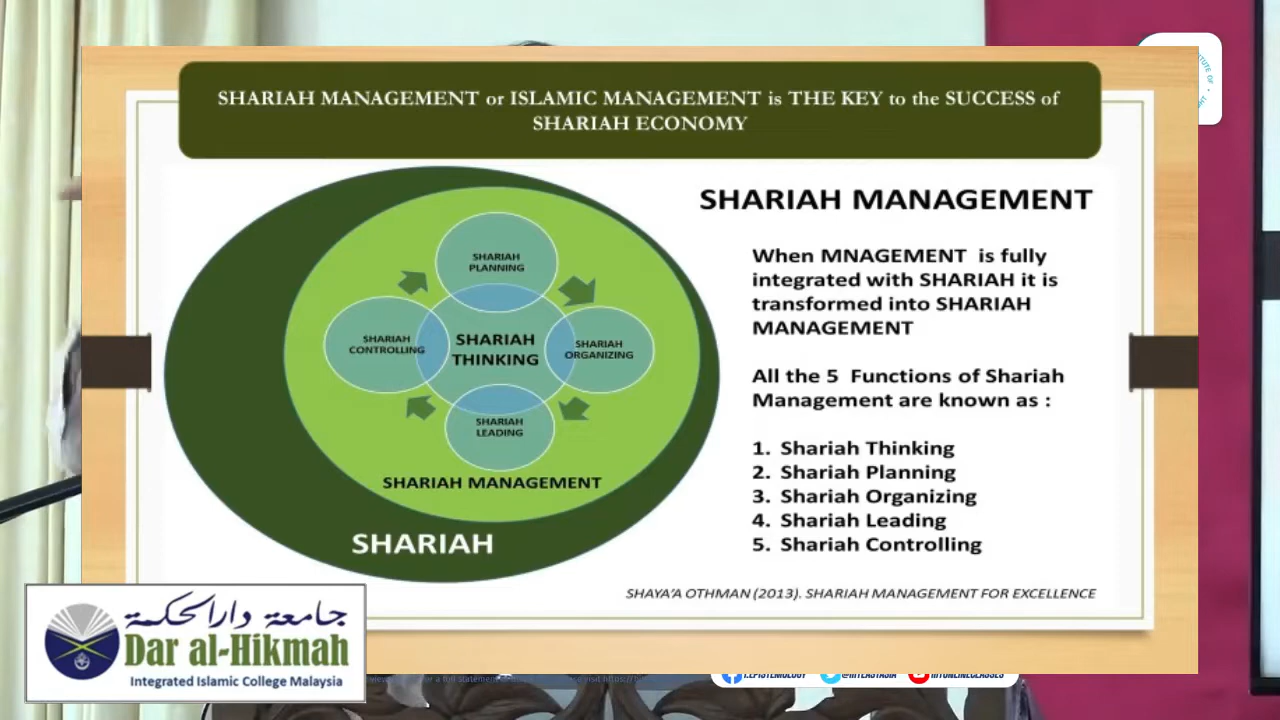 SHARIAH MANAGEMENT or ISLAMIC MANAGEMENT is THE KEY to the SUCCESS of
SHARIAH ECONOMY
SHARIAH MANAGEMENT
When MNAGEMENT is fully
integrated with SHARIAH it is
transformed into SHARIAH
MANAGEMENT
All the 5 Functions of Shariah
Management are known as :
1. Shariah Thinking
2. Shariah Planning
3. Shariah Organizing
4. Shariah Leading
5. Shariah Controlling
SHARIAH
PLANNING
SHARIAH
CONTROLLING
SHARIAH
THINKING
SHARIAH
ORGANIZING
SHARIAH
LEADING
SHARIAH MANAGEMENT
SHARIAH
SHAYA'A OTHMAN (2013). SHARIAH MANAGEMENT FOR EXCELLENCE
جامعة دارالحكمة
Dar al-Hikmah
Integrated Islamic College Malaysia